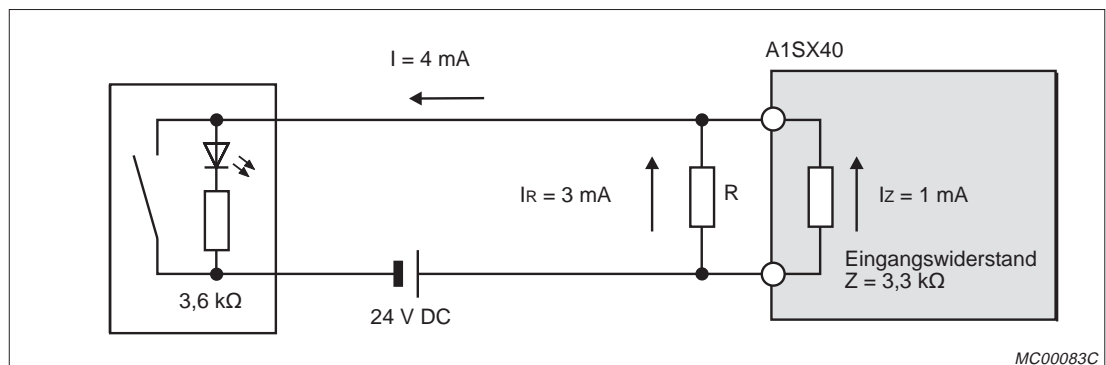 I = 4 mA
A1SX40
IR = 3 mA
R
IZ = 1 mA
Eingangswiderstand
Z = 3,3 kΩ
3,6 kΩ
24 V DC
MC00083C